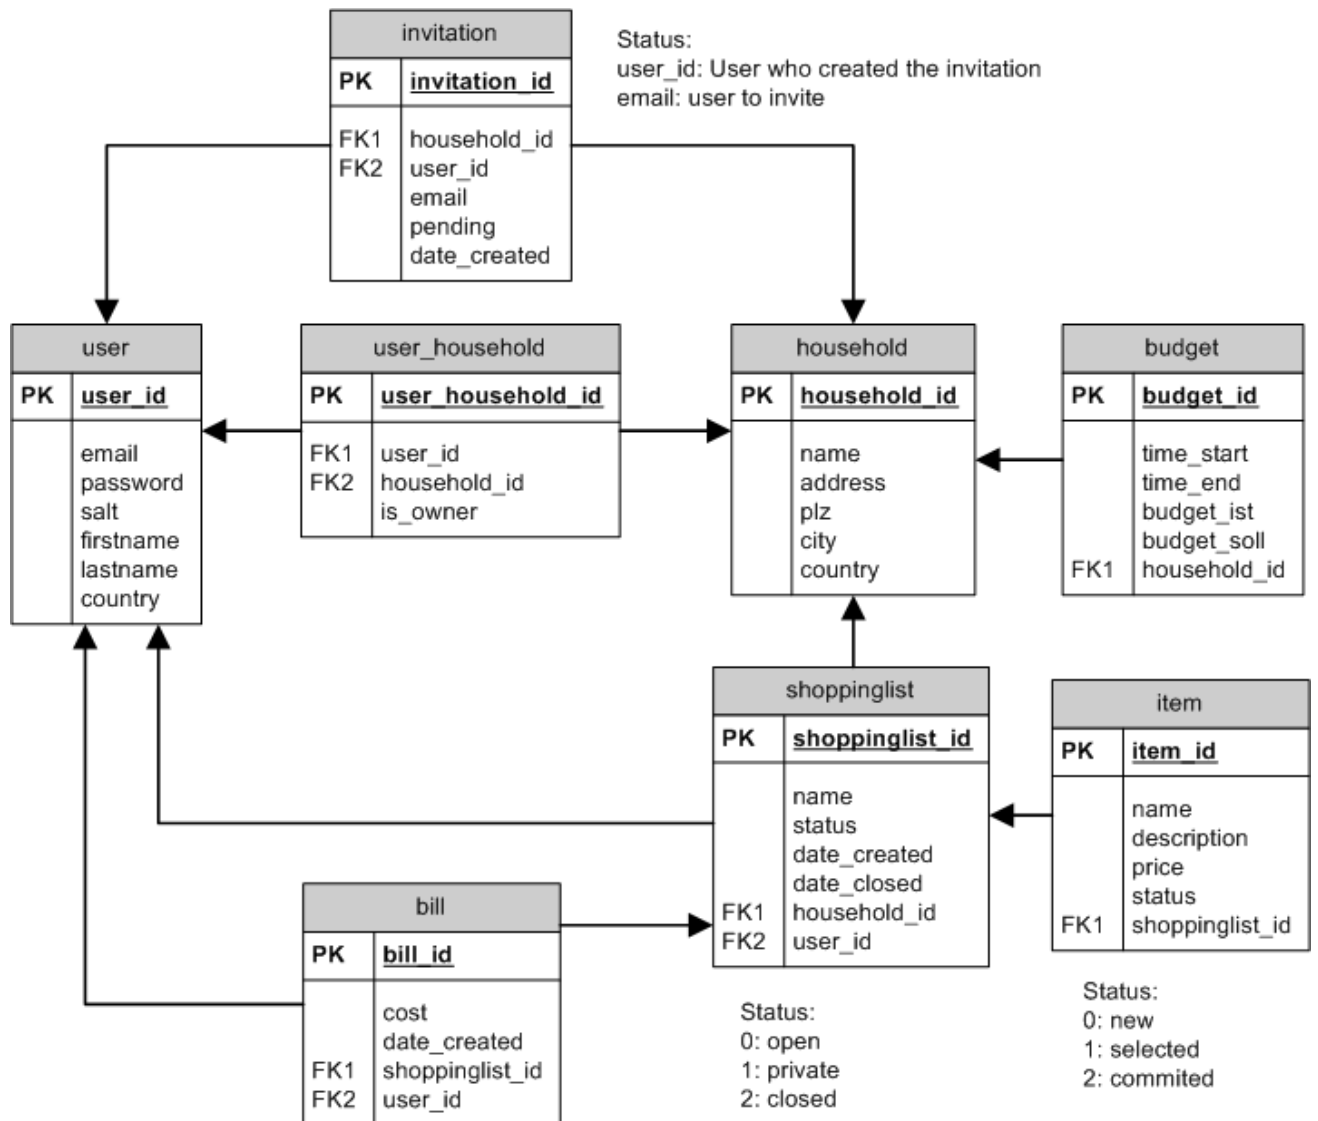 invitation
PK invitation_id
FK1 household_id
FK2 user_id
email
pending
date_created
Status:
user_id: User who created the invitation
email: user to invite
user
PK user_id
email
password
salt
firstname
lastname
country
user_household
PK user_household_id
FK1 user_id
FK2 household_id
is_owner
household
PK household_id
name
address
plz
city
country
budget
PK budget_id
time_start
time_end
budget_ist
budget_soll
FK1 household_id
shoppinglist
PK shoppinglist_id
name
status
date_created
date_closed
FK1 household_id
FK2 user_id
item
PK item_id
name
description
price
status
FK1 shoppinglist_id
bill
PK bill_id
cost
date_created
FK1 shoppinglist_id
FK2 user_id
Status:
0: open
1: private
2: closed
Status:
0: new
1: selected
2: commited